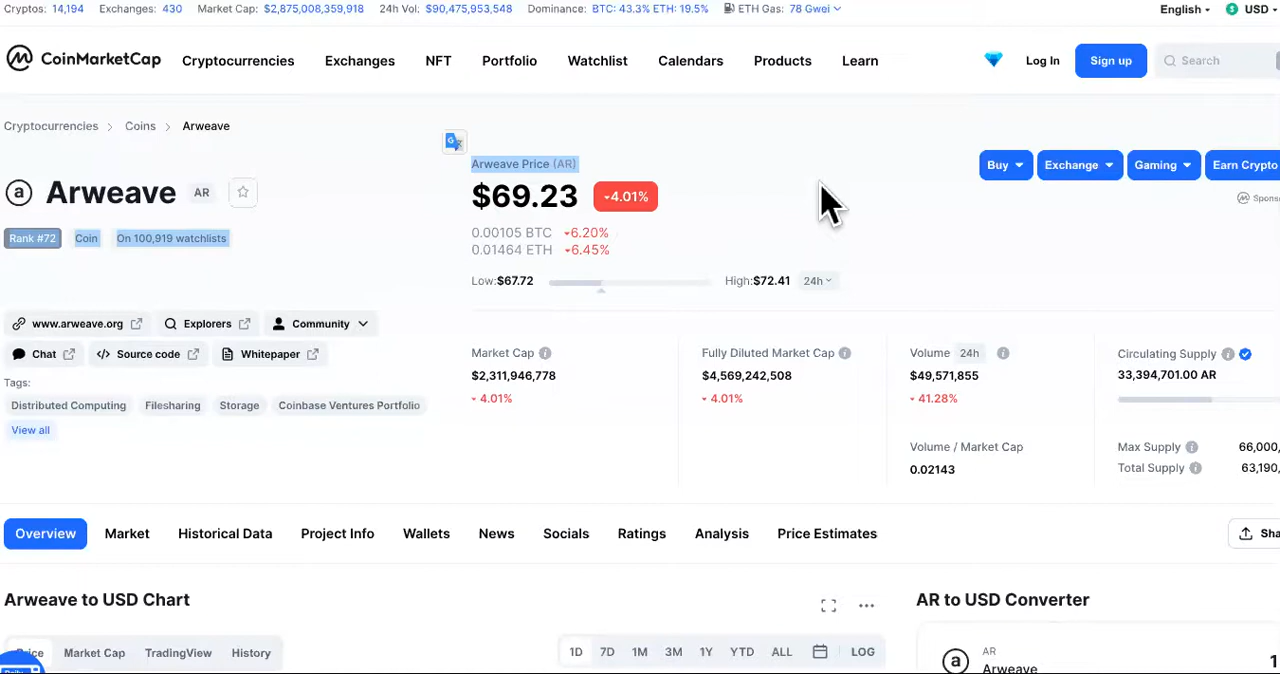 Cryptos: 14,194 Exchanges: 430 Market Cap: $2,875,008,359,918 24h Vol: $90,475,953,548 Dominance: BTC: 43.3% ETH: 19.5% ETH Gas: 78 Gwei English USD
CoinMarketCap Cryptocurrencies Exchanges NFT Portfolio Watchlist Calendars Products Learn Log In Sign up Search
Cryptocurrencies Coins Arweave
Arweave AR
Rank #72 Coin On 100,919 watchlists
Arweave Price (AR)
$69.23 4.01%
0.00105 BTC 6.20%
0.01464 ETH 6.45%
Low:$67.72 High:$72.41 24h
Buy Exchange Gaming Earn Crypto
www.arweave.org Explorers Community
Chat Source code Whitepaper
Tags:
Distributed Computing Filesharing Storage Coinbase Ventures Portfolio
View all
Market Cap
$2,311,946,778
4.01%
Fully Diluted Market Cap
$4,569,242,508
4.01%
Volume 24h
$49,571,855
41.28%
Volume / Market Cap
0.02143
Circulating Supply
33,394,701.00 AR
Max Supply 66,000,
Total Supply 63,190,
Overview Market Historical Data Project Info Wallets News Socials Ratings Analysis Price Estimates
Arweave to USD Chart
Market Cap TradingView History 1D 7D 1M 3M 1Y YTD ALL LOG
AR to USD Converter
AR
Arweave 1